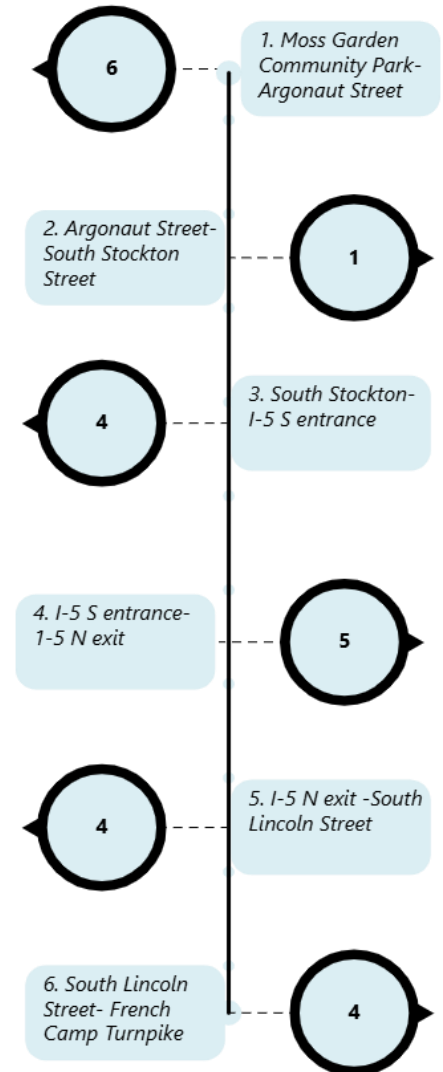 6
1. Moss Garden
Community Park-
Argonaut Street
2. Argonaut Street-
South Stockton
Street
1
4
3. South Stockton-
I-5 S entrance
4. I-5 S entrance-
1-5 N exit
5
4
5. I-5 N exit -South
Lincoln Street
6. South Lincoln
Street- French
Camp Turnpike
4